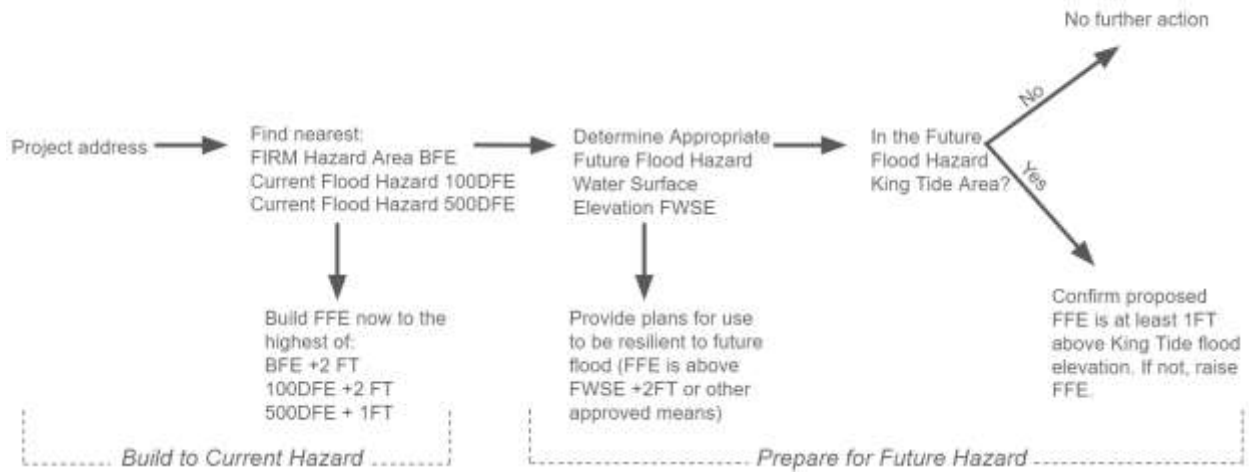 Project address
Find nearest:
FIRM Hazard Area BFE
Current Flood Hazard 100DFE
Current Flood Hazard 500DFE
Build FFE now to the
highest of:
BFE +2 FT
100DFE +2 FT
500DFE + 1FT
Build to Current Hazard
Determine Appropriate
Future Flood Hazard
Water Surface
Elevation FWSE
Provide plans for use
to be resilient to future
flood (FFE is above
FWSE +2FT or other
approved means)
In the Future
Flood Hazard
King Tide Area?
No
No further action
Yes
Confirm proposed
FFE is at least 1FT
above King Tide flood
elevation. If not, raise
FFE.
Prepare for Future Hazard